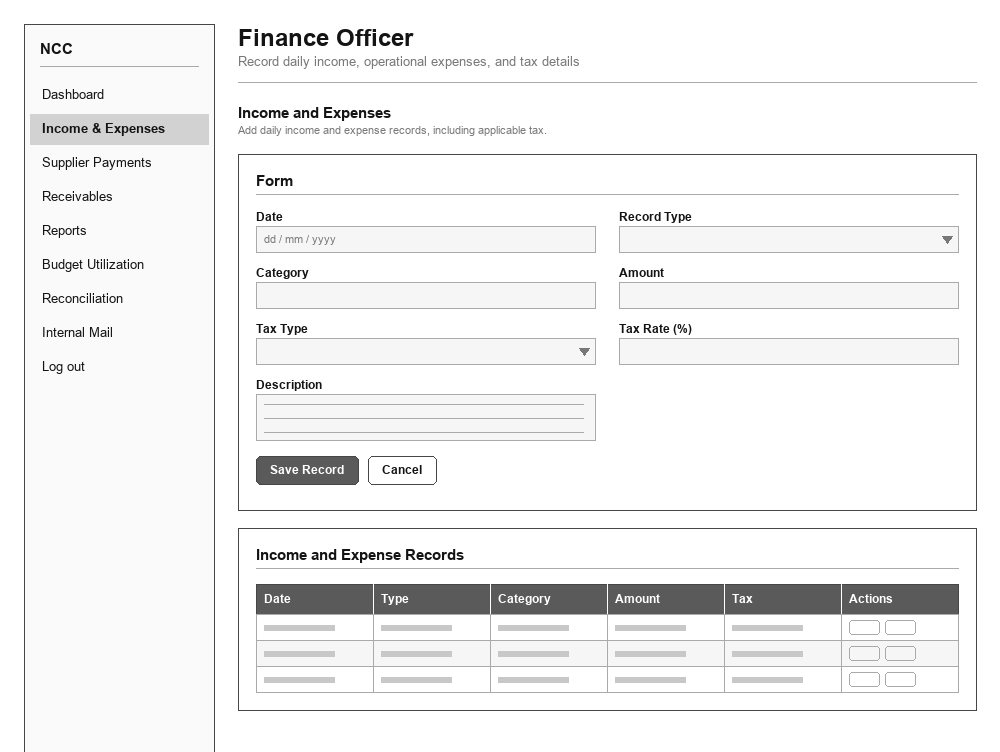 NCC
Dashboard
Income & Expenses
Supplier Payments
Receivables
Reports
Budget Utilization
Reconciliation
Internal Mail
Log out
Finance Officer
Record daily income, operational expenses, and tax details
Income and Expenses
Add daily income and expense records, including applicable tax.
Form
Date Record Type
dd / mm / yyyy
Category Amount
Tax Type Tax Rate (%)
Description
Save Record Cancel
Income and Expense Records
Date Type Category Amount Tax Actions